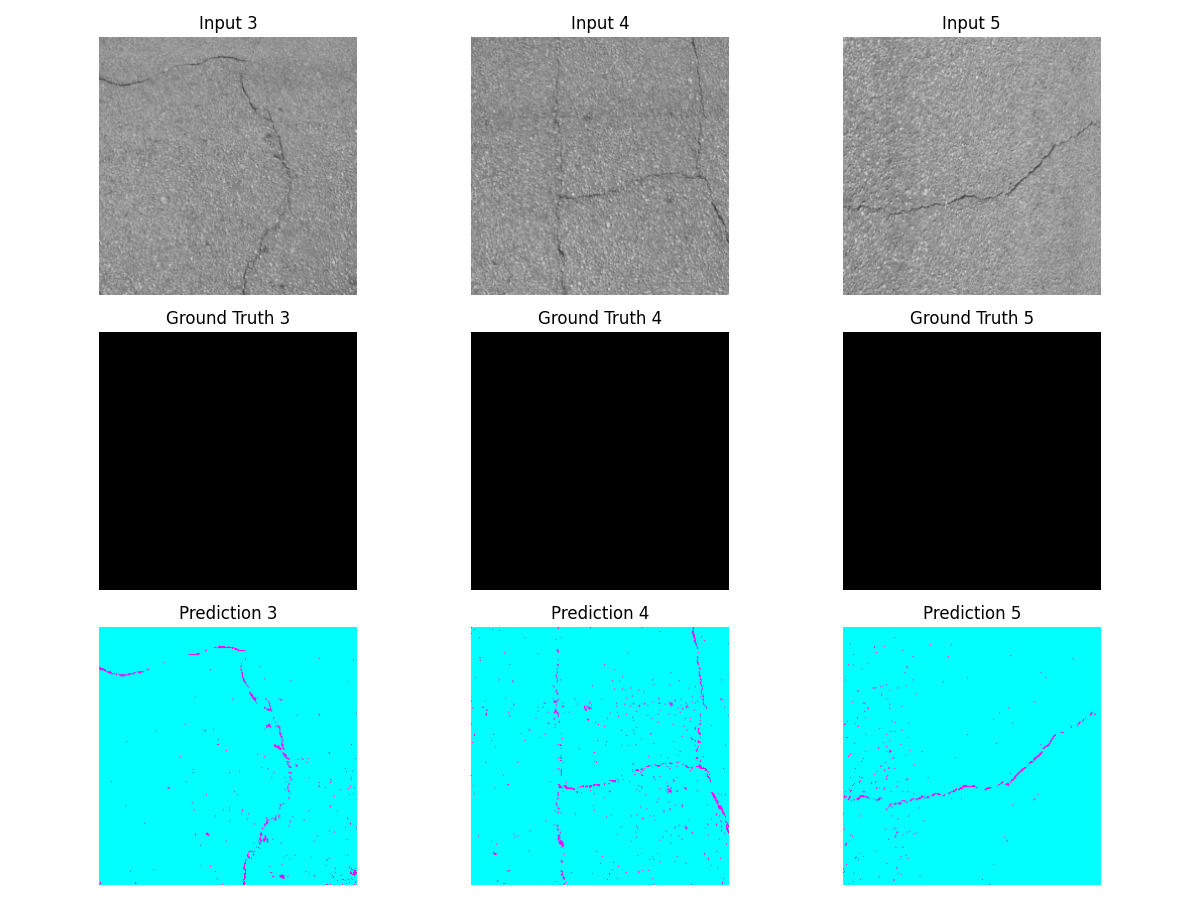 Input 3
Input 4
Input 5
Ground Truth 3
Ground Truth 4
Ground Truth 5
Prediction 3
Prediction 4
Prediction 5